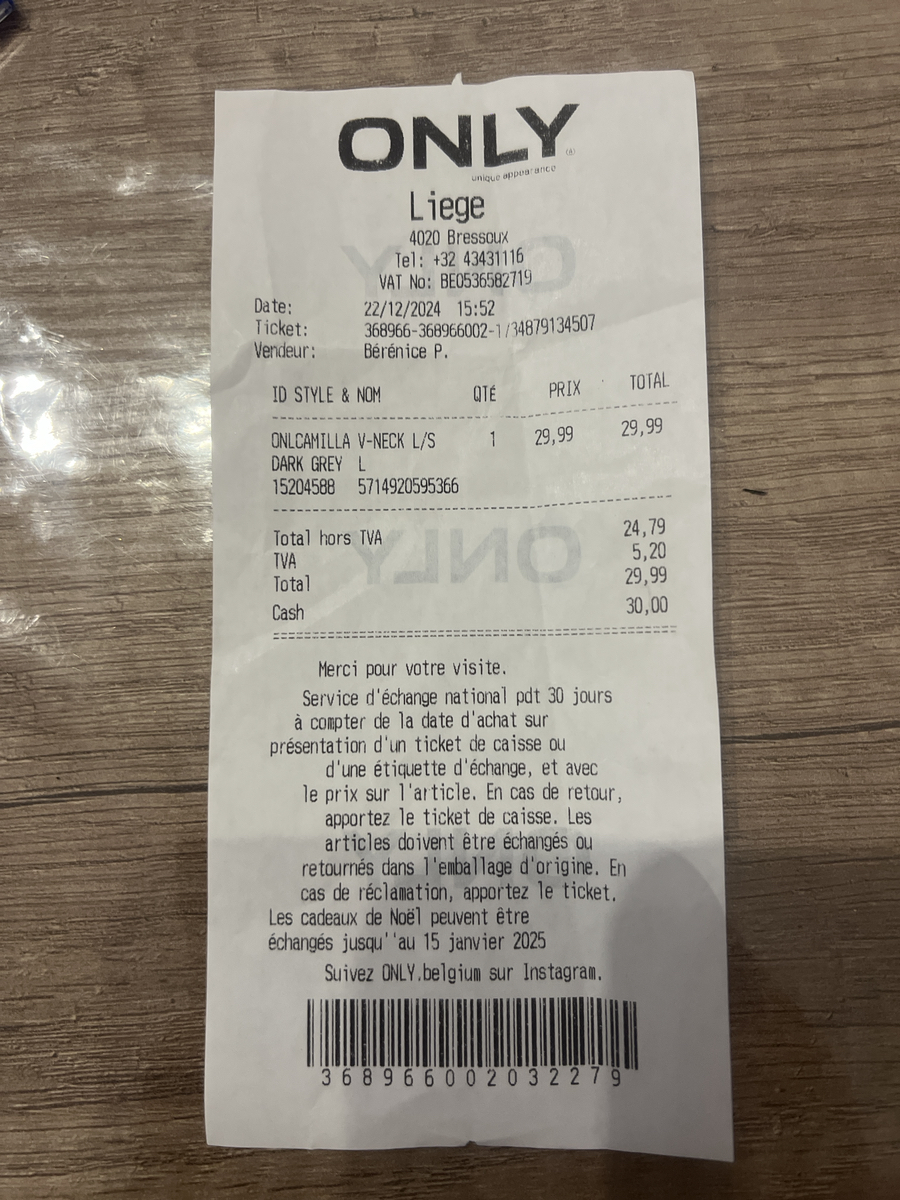 ONLY
unique appearance
Liege
4020 Bressoux
Tel: +32 43431116
VAT No: BE0536582719
Date: 22/12/2024 15:52
Ticket: 368966-368966002-1/34879134507
Vendeur: Bérénice P.
ID STYLE & NOM QTÉ PRIX TOTAL
ONLCAMILLA V-NECK L/S 1 29,99 29,99
DARK GREY L
15204588 5714920595366
Total hors TVA 24,79
TVA 5,20
Total 29,99
Cash 30,00
Merci pour votre visite.
Service d'échange national pdt 30 jours
à compter de la date d'achat sur
présentation d'un ticket de caisse ou
d'une étiquette d'échange, et avec
le prix sur l'article. En cas de retour,
apportez le ticket de caisse. Les
articles doivent être échangés ou
retournés dans l'emballage d'origine. En
cas de réclamation, apportez le ticket.
Les cadeaux de Noël peuvent être
échangés jusqu''au 15 janvier 2025
Suivez ONLY.belgium sur Instagram.
368966002032279